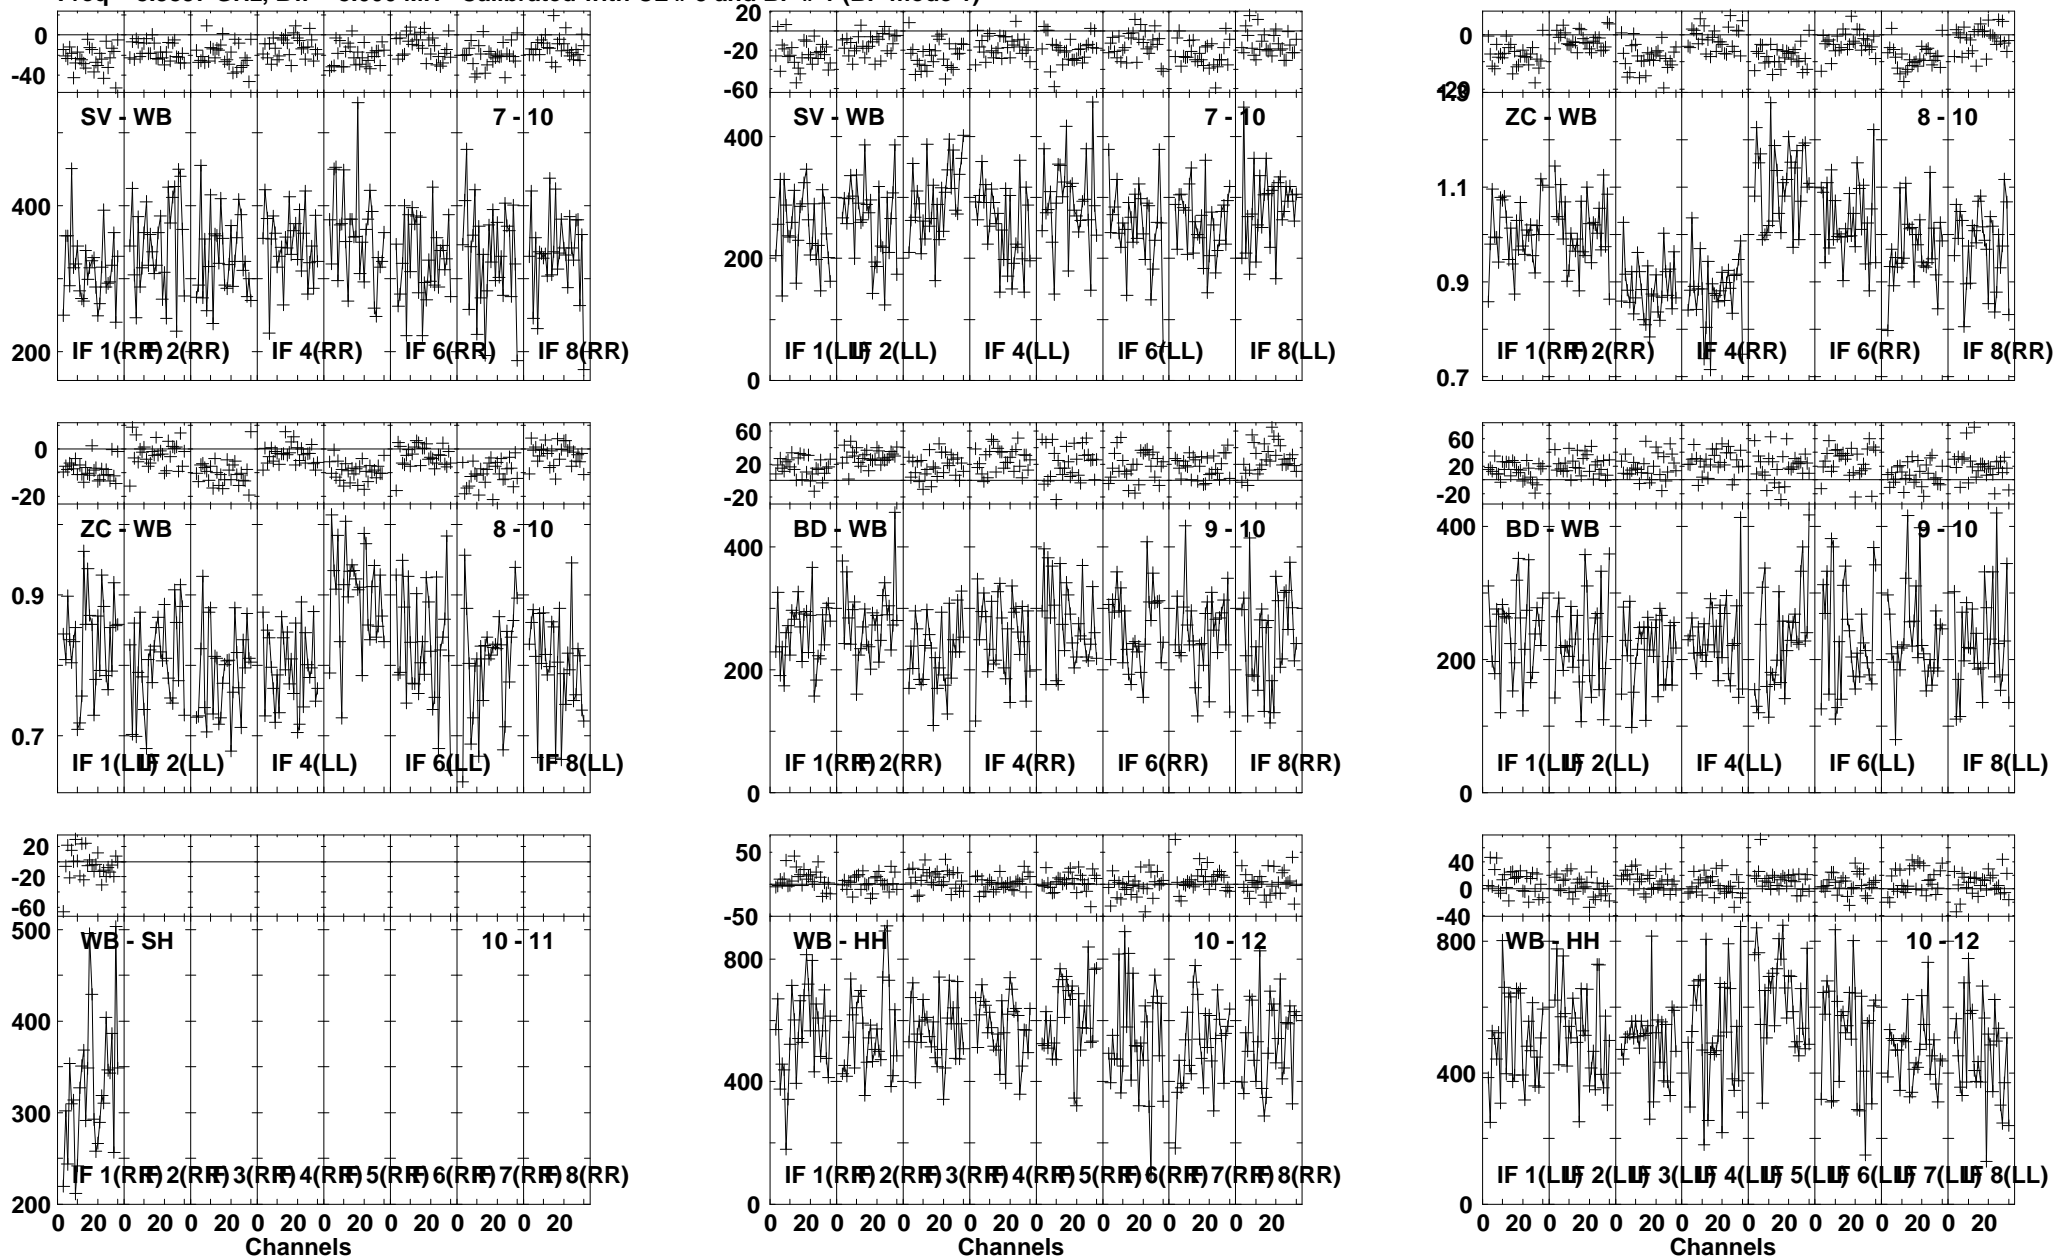 0 20 0
-40 -20 -60
SV - WB 7 - 10 SV - WB 7 - 10 ZC - WB 8 - 10
400 400 1.1
200 200 0.9
0 0.7
IF 1(RR) IF 2(RR) IF 4(RR) IF 6(RR) IF 8(RR) IF 1(LL) IF 2(LL) IF 4(LL) IF 6(LL) IF 8(LL) IF 1(RR) IF 2(RR) IF 4(RR) IF 6(RR) IF 8(RR)
0 60 60
-20 20 20
-20 -20
ZC - WB 8 - 10 BD - WB 9 - 10 BD - WB 9 - 10
0.9 400 400
0.7 200 200
0 0
IF 1(LL) IF 2(LL) IF 4(LL) IF 6(LL) IF 8(LL) IF 1(RR) IF 2(RR) IF 4(RR) IF 6(RR) IF 8(RR) IF 1(LL) IF 2(LL) IF 4(LL) IF 6(LL) IF 8(LL)
20 50 40
-20 0
-60 -50 -40
WB - SH 10 - 11 WB - HH 10 - 12 WB - HH 10 - 12
500 800 800
400 400 400
300
200 0 0
IF 1(RR) IF 2(RR) IF 3(RR) IF 4(RR) IF 5(RR) IF 6(RR) IF 7(RR) IF 8(RR) IF 1(RR) IF 2(RR) IF 3(RR) IF 4(RR) IF 5(RR) IF 6(RR) IF 7(RR) IF 8(RR) IF 1(LL) IF 2(LL) IF 3(LL) IF 4(LL) IF 5(LL) IF 6(LL) IF 7(LL) IF 8(LL)
0 20 0 20 0 20 0 20 0 20 0 20 0 20 0 20 0 20 0 20 0 20 0 20 0 20 0 20 0 20 0 20 0 20 0 20 0 20 0 20 0 20 0 20 0 20 0 20
Channels Channels Channels